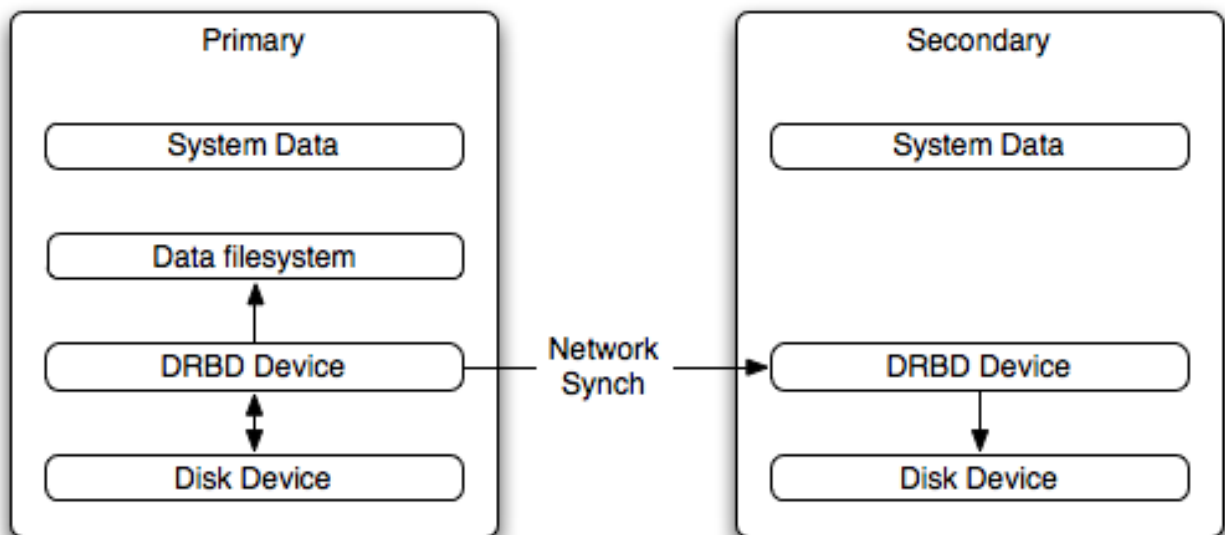 Primary
System Data
Data filesystem
DRBD Device
Disk Device
Network
Synch
Secondary
System Data
DRBD Device
Disk Device